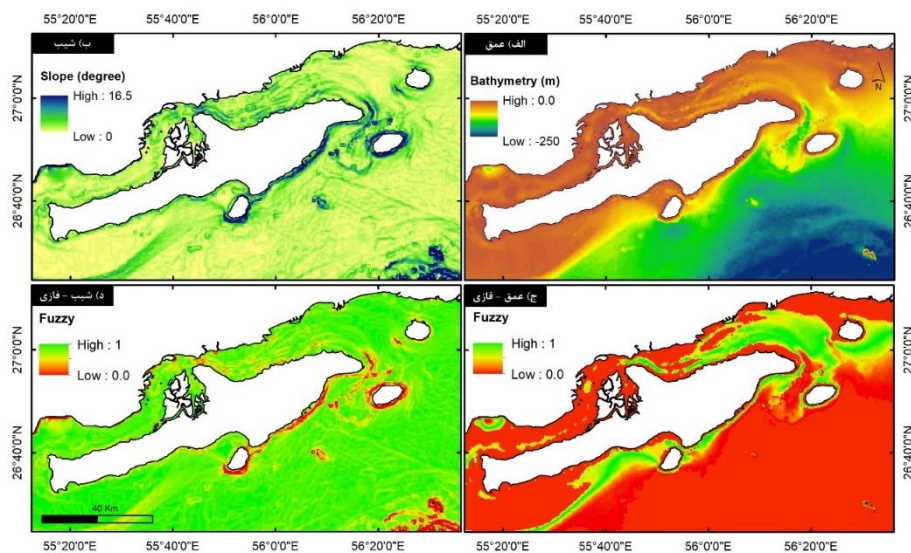 55°20'0"E 55°40'0"E 56°0'0"E 56°20'0"E 55°20'0"E 55°40'0"E 56°0'0"E 56°20'0"E
ب) شیب
الف) عمق
Slope (degree)
High : 16.5
Low : 0
Bathymetry (m)
High : 0.0
Low : -250
N
27°0'0"N
26°40'0"N
27°0'0"N
26°40'0"N
د) شیب - فازی
ج) عمق - فازی
Fuzzy
High : 1
Low : 0.0
Fuzzy
High : 1
Low : 0.0
27°0'0"N
26°40'0"N
27°0'0"N
26°40'0"N
40 Km
55°20'0"E 55°40'0"E 56°0'0"E 56°20'0"E 55°20'0"E 55°40'0"E 56°0'0"E 56°20'0"E